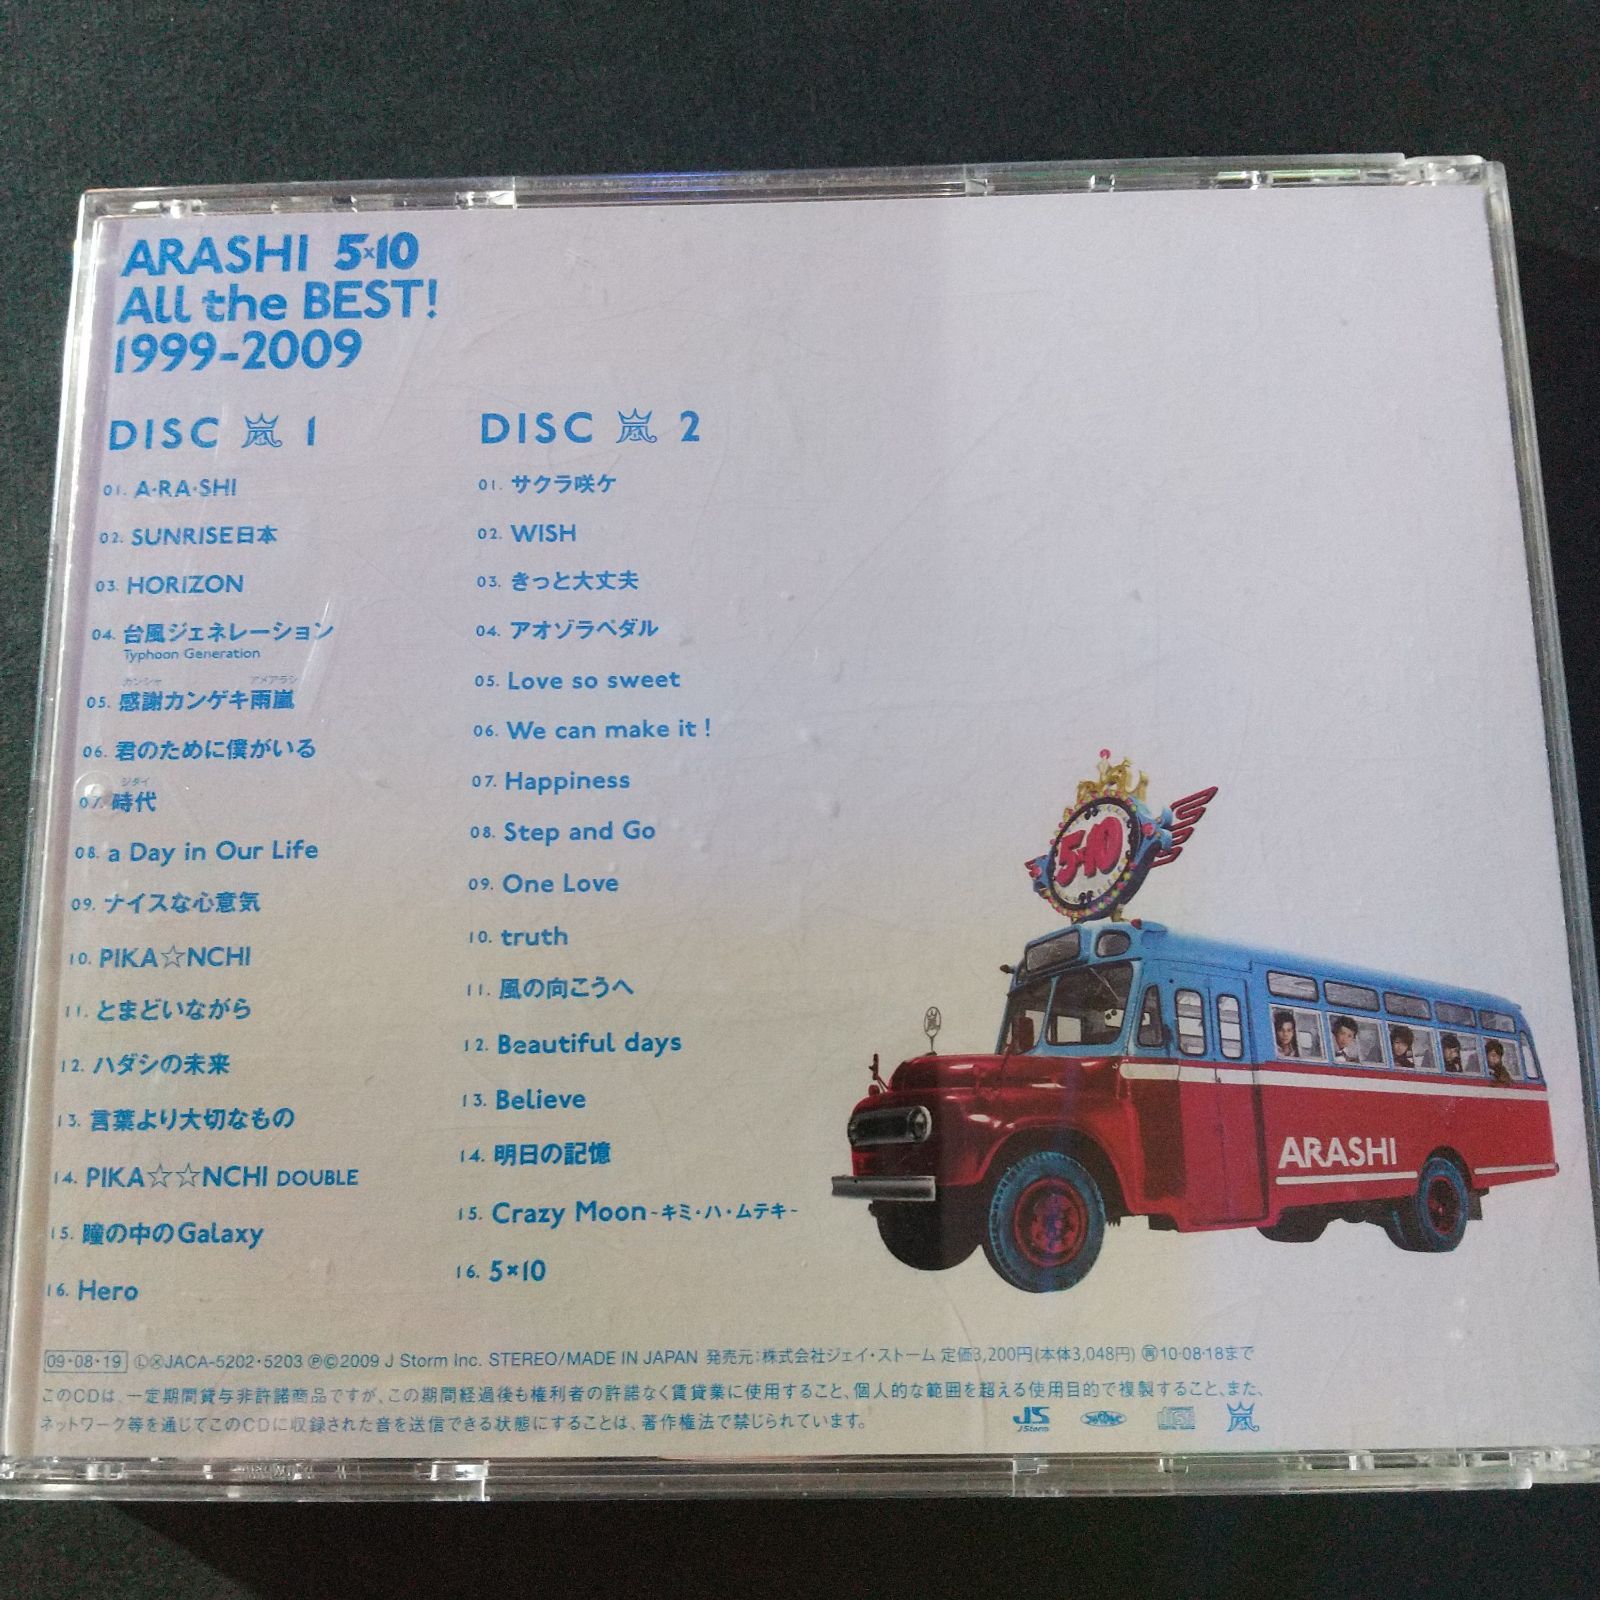 ARASHI 5×10
All the BEST!
1999-2009
DISC 嵐 1
01. A・RA・SHI
02. SUNRISE日本
03. HORIZON
04. 台風ジェネレーション
Typhoon Generation
カンシャ アメアラシ
05. 感謝カンゲキ雨嵐
06. 君のために僕がいる
ジダイ
07. 時代
08. a Day in Our Life
09. ナイスな心意気
10. PIKA☆NCHI
11. とまどいながら
12. ハダシの未来
13. 言葉より大切なもの
14. PIKA☆☆NCHI DOUBLE
15. 瞳の中のGalaxy
16. Hero
DISC 嵐 2
01. サクラ咲ケ
02. WISH
03. きっと大丈夫
04. アオゾラペダル
05. Love so sweet
06. We can make it !
07. Happiness
08. Step and Go
09. One Love
10. truth
11. 風の向こうへ
12. Beautiful days
13. Believe
14. 明日の記憶
15. Crazy Moon~キミ・ハ・ムテキ~
16. 5×10
5×10
嵐
ARASHI
09・08・19 ⓁⓍJACA-5202・5203 ℗©2009 J Storm Inc. STEREO/MADE IN JAPAN 発売元：株式会社ジェイ・ストーム 定価3,200円(本体3,048円) 再10・08・18まで
このCDは、一定期間貸与非許諾商品ですが、この期間経過後も権利者の許諾なく賃貸業に使用すること、個人的な範囲を超える使用目的で複製すること、また、
ネットワーク等を通じてこのCDに収録された音を送信できる状態にすることは、著作権法で禁じられています。
JS
JStorm
嵐